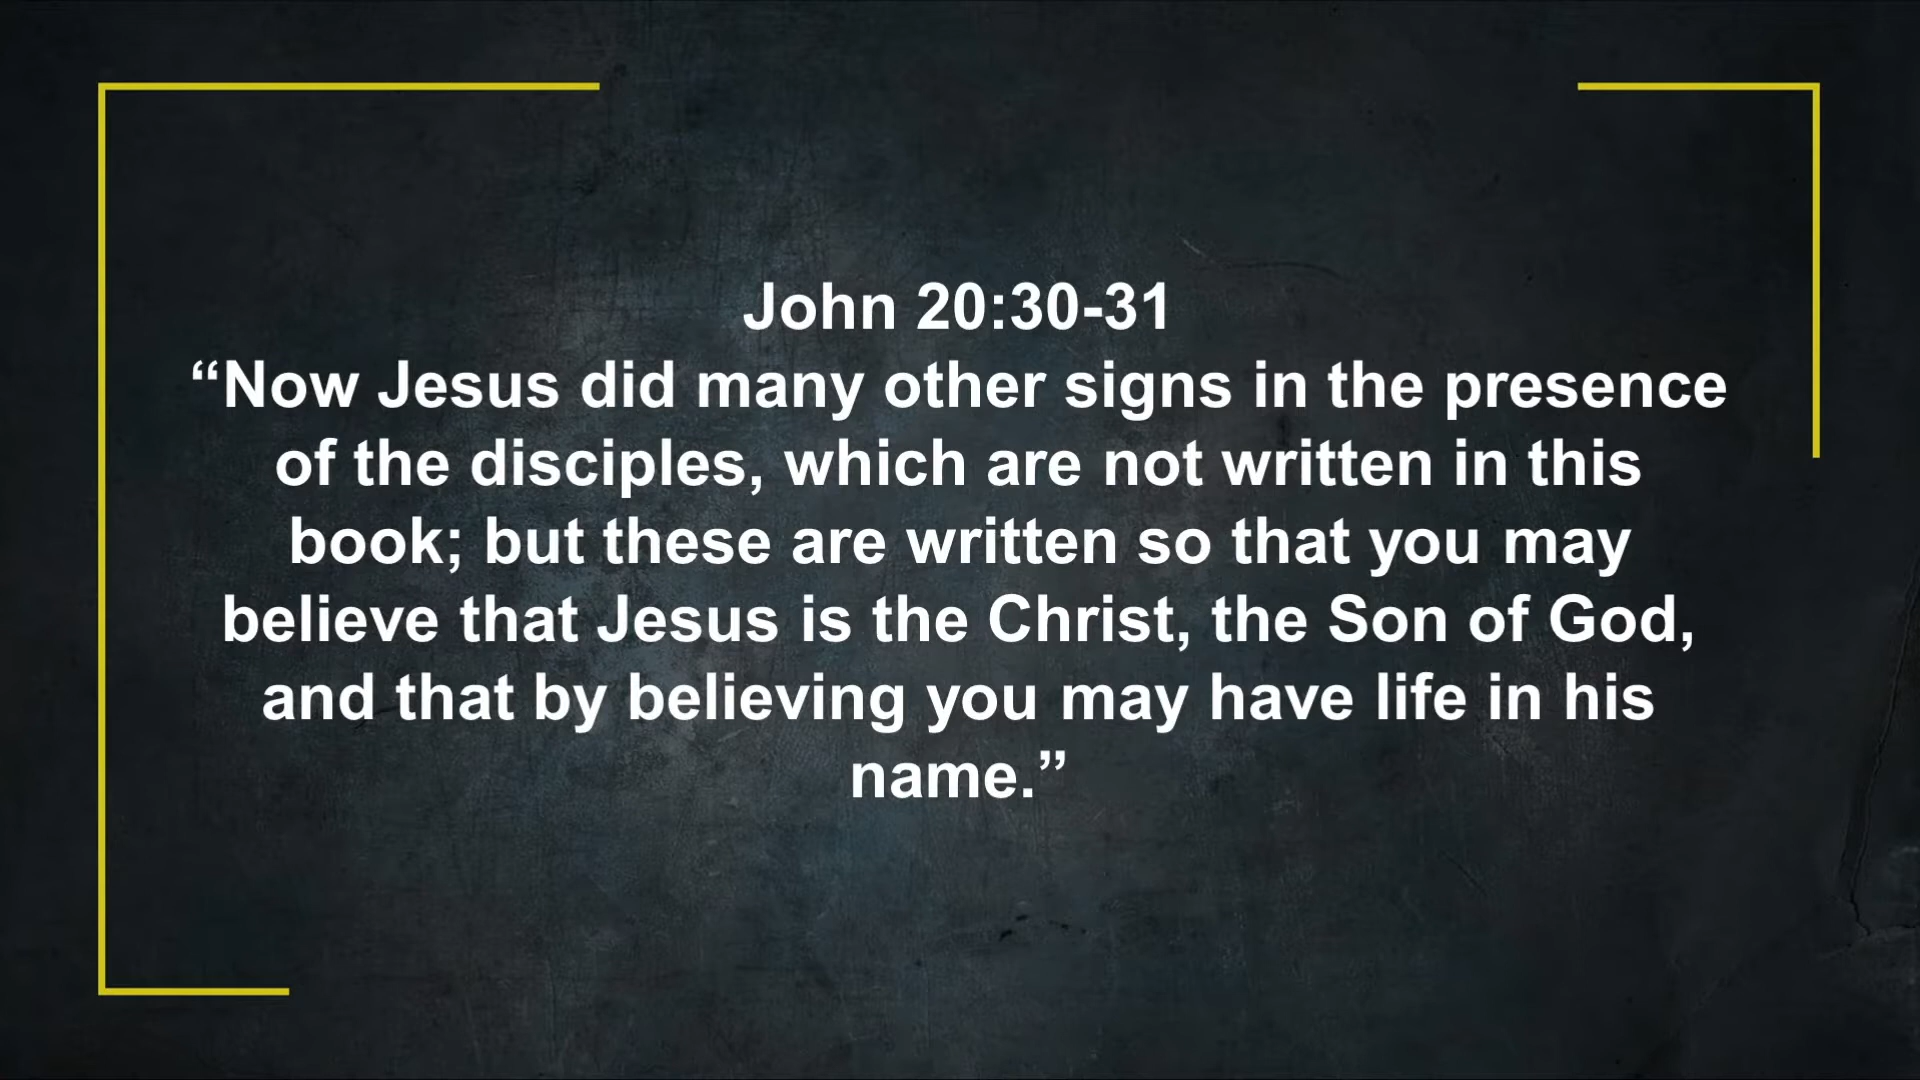 John 20:30-31
“Now Jesus did many other signs in the presence
of the disciples, which are not written in this
book; but these are written so that you may
believe that Jesus is the Christ, the Son of God,
and that by believing you may have life in his
name.”